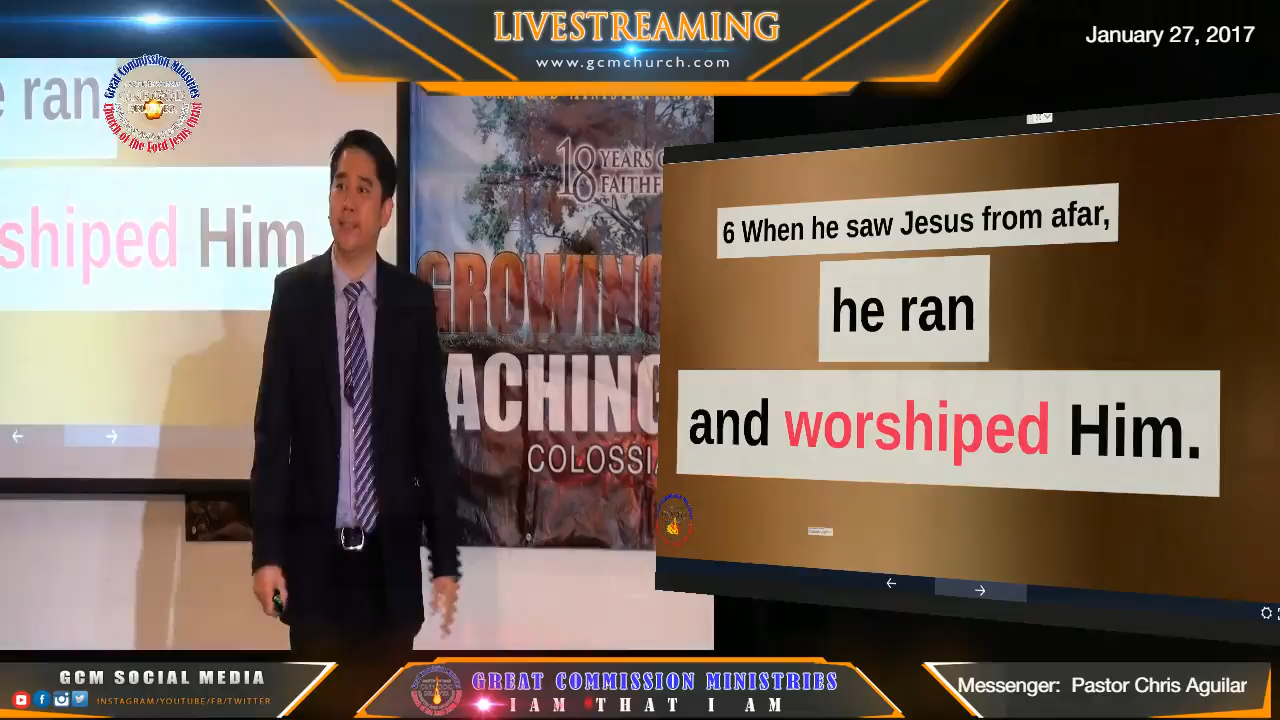 LIVESTREAMING
www.gcmchurch.com
January 27, 2017
Great Commission Ministries
Church of the Lord Jesus Christ
e ran
shiped Him.
18 YEARS
FAITHF
GROWING
ACHING
COLOSSIA
6 When he saw Jesus from afar,
he ran
and worshiped Him.
GCM SOCIAL MEDIA
INSTAGRAM/YOUTUBE/FB/TWITTER
GREAT COMMISSION MINISTRIES
I AM THAT I AM
Messenger: Pastor Chris Aguilar